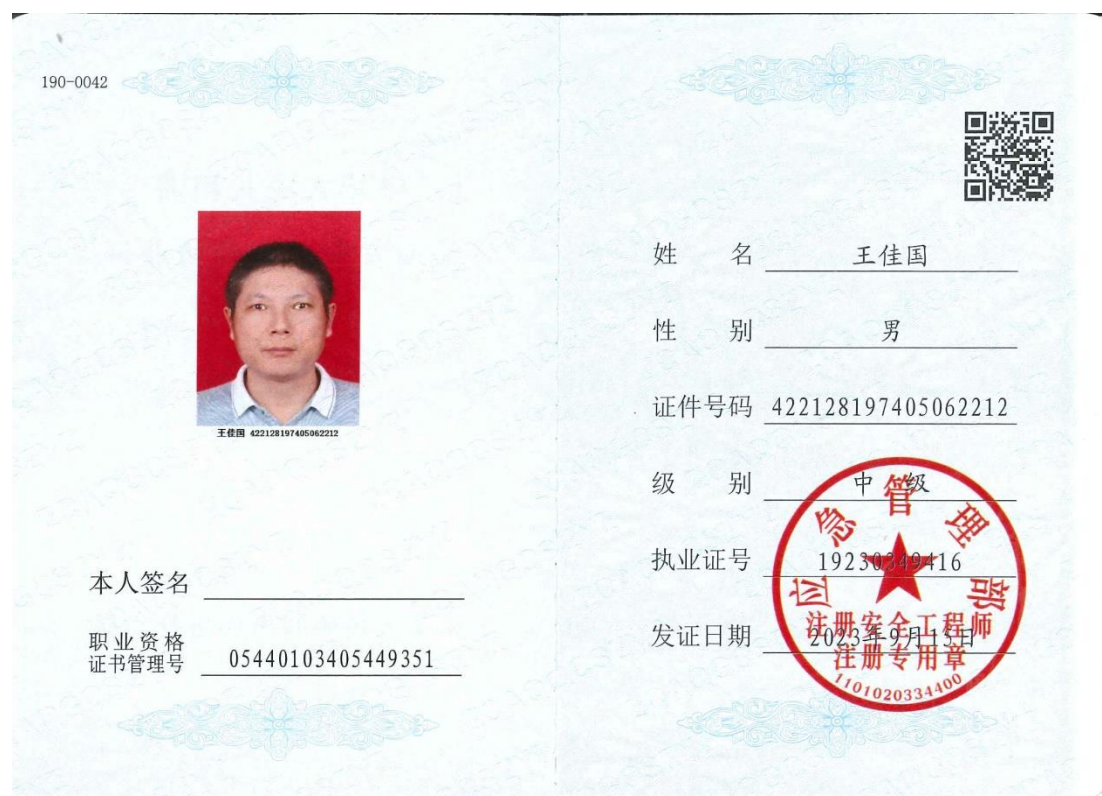 190-0042
王佳国 422128197405062212
本人签名
职业资格
证书管理号 05440103405449351
姓 名 王佳国
性 别 男
证件号码 422128197405062212
级 别 中 级
执业证号 19230349416
发证日期 2023年9月15日
应急管理部
注册安全工程师
注册专用章
1101020334400